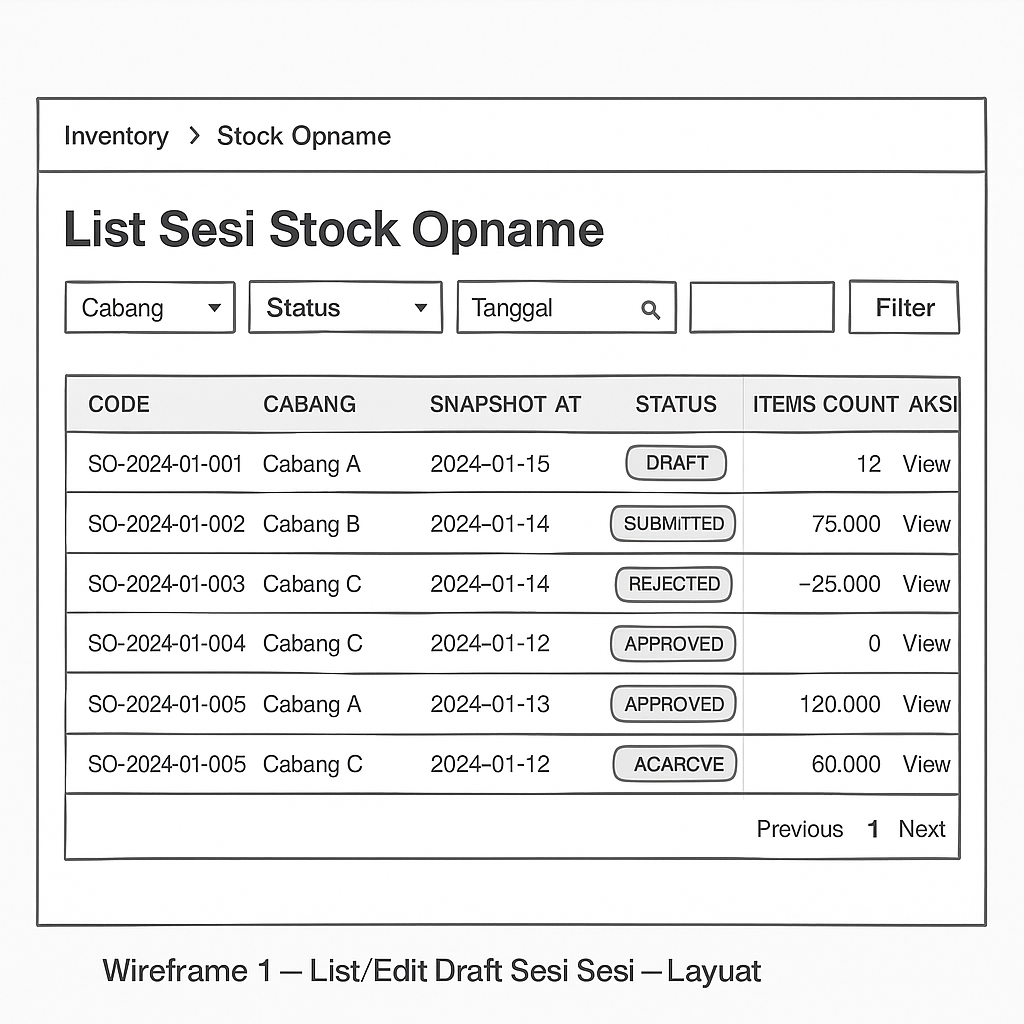 Inventory > Stock Opname
List Sesi Stock Opname
Cabang Status Tanggal Filter
CODE CABANG SNAPSHOT AT STATUS ITEMS COUNT AKSI
SO-2024-01-001 Cabang A 2024-01-15 DRAFT 12 View
SO-2024-01-002 Cabang B 2024-01-14 SUBMITTED 75.000 View
SO-2024-01-003 Cabang C 2024-01-14 REJECTED −25.000 View
SO-2024-01-004 Cabang C 2024-01-12 APPROVED 0 View
SO-2024-01-005 Cabang A 2024-01-13 APPROVED 120.000 View
SO-2024-01-005 Cabang C 2024-01-12 ACARCVE 60.000 View
Previous 1 Next
Wireframe 1 — List/Edit Draft Sesi Sesi — Layuat